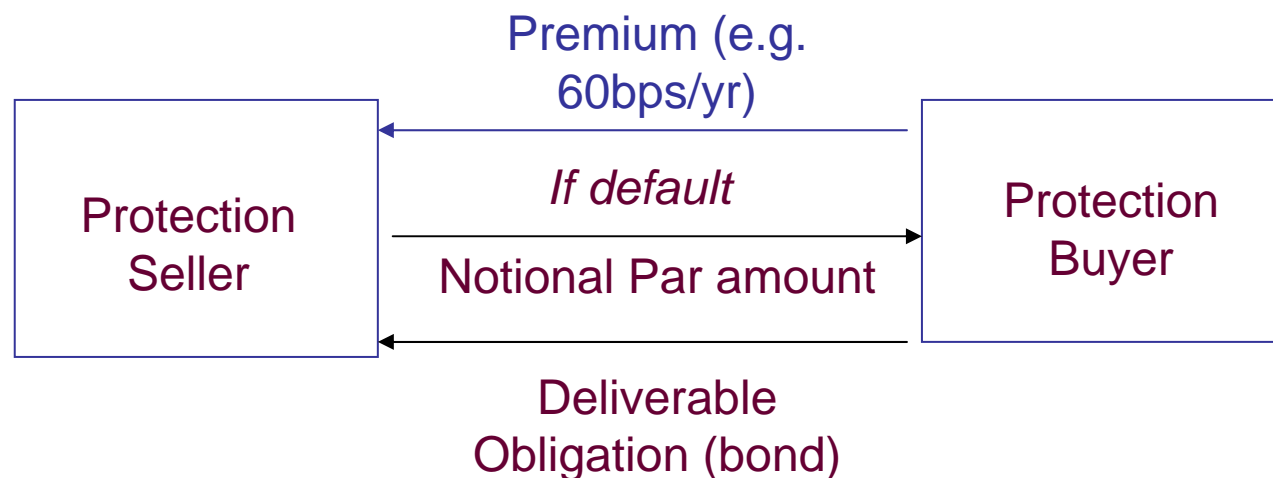 Premium (e.g.
60bps/yr)
If default
Protection
Seller
Protection
Buyer
Notional Par amount
Deliverable
Obligation (bond)